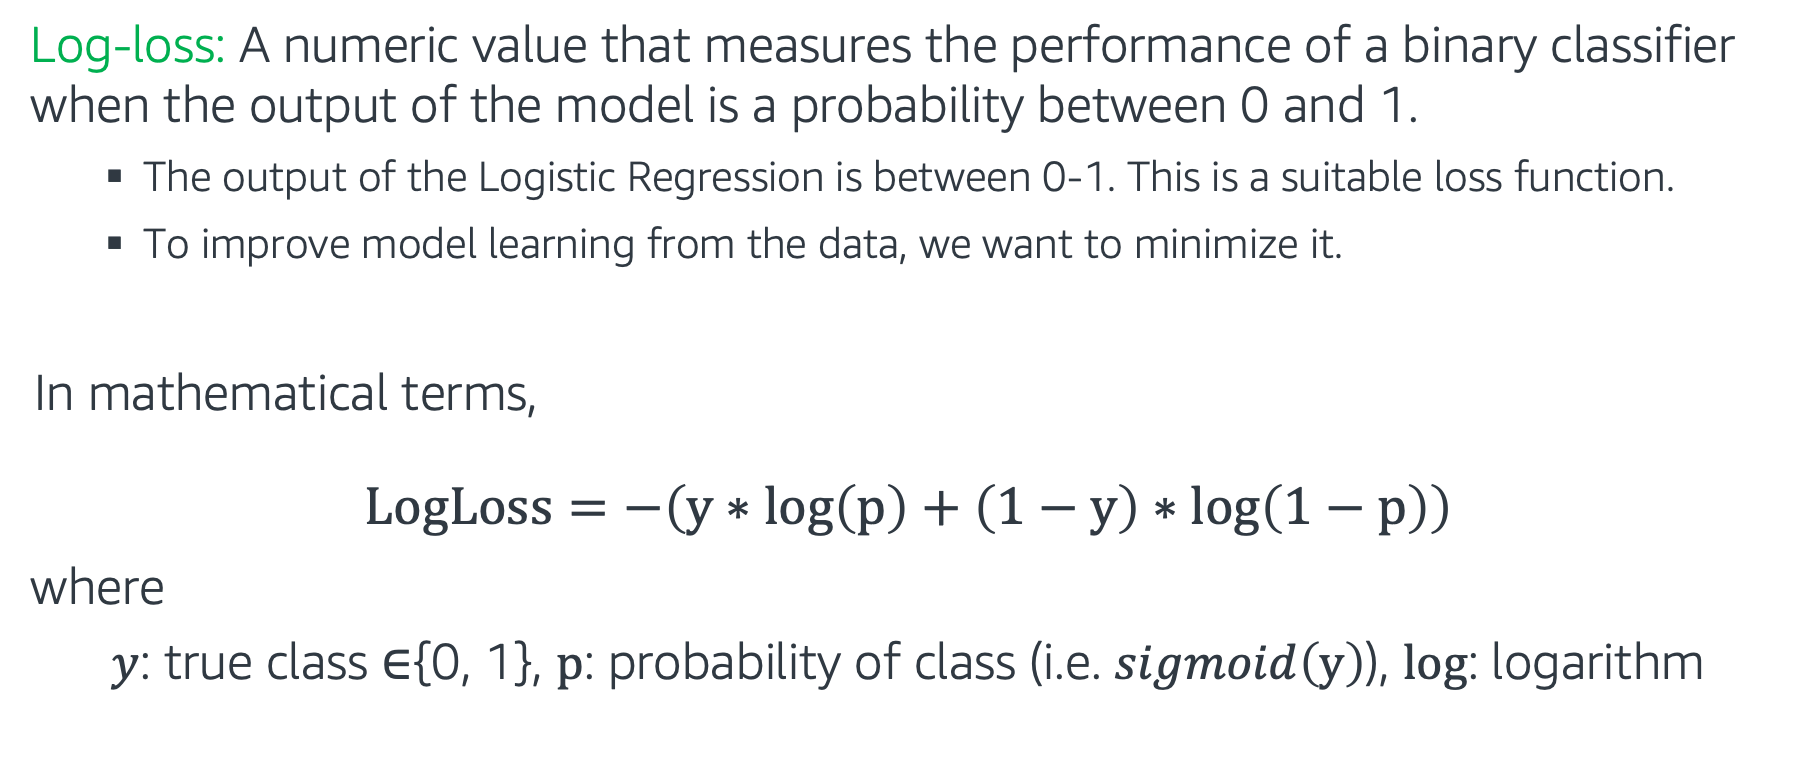 Log-loss: A numeric value that measures the performance of a binary classifier
when the output of the model is a probability between 0 and 1.
▪ The output of the Logistic Regression is between 0-1. This is a suitable loss function.
▪ To improve model learning from the data, we want to minimize it.
In mathematical terms,
LogLoss = −(y ∗ log(p) + (1 − y) ∗ log(1 − p))
where
y: true class ∈{0, 1}, p: probability of class (i.e. sigmoid(y)), log: logarithm